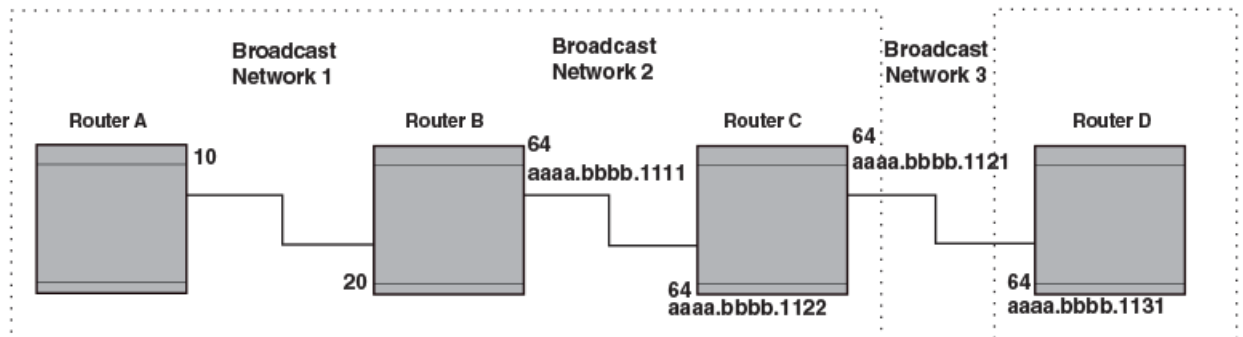 Broadcast
Network 1
Broadcast
Network 2
Broadcast
Network 3
Router A
Router B
Router C
Router D
10
20
64
aaaa.bbbb.1111
64
aaaa.bbbb.1122
64
aaaa.bbbb.1121
64
aaaa.bbbb.1131